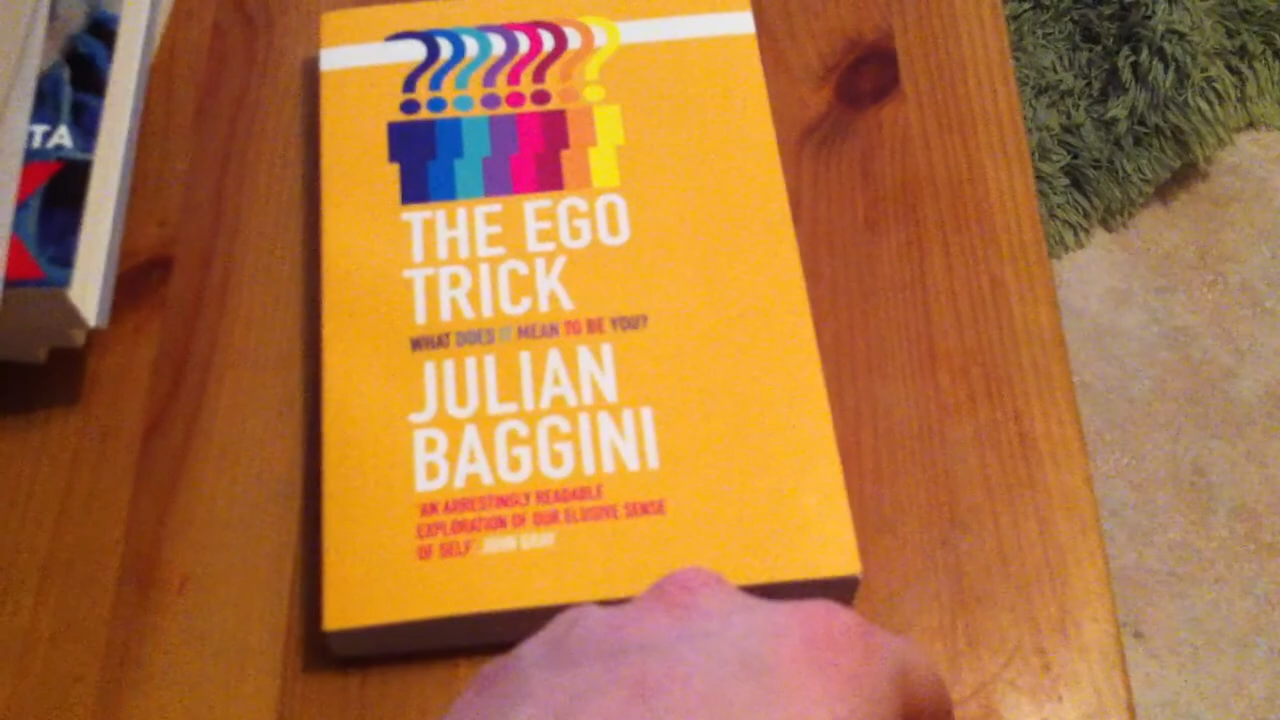 TA
????????
THE EGO
TRICK
WHAT DOES IT MEAN TO BE YOU?
JULIAN
BAGGINI
'AN ARRESTINGLY READABLE
EXPLORATION OF OUR ELUSIVE SENSE
OF SELF' JOHN GRAY